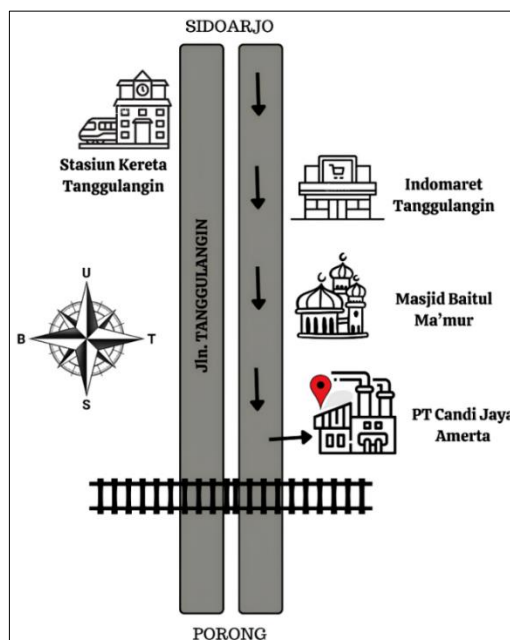 SIDOARJO
Stasiun Kereta
Tanggulangin
Indomaret
Tanggulangin
Jln. TANGGULANGIN
Masjid Baitul
Ma'mur
U
B
T
S
PT Candi Jaya
Amerta
PORONG